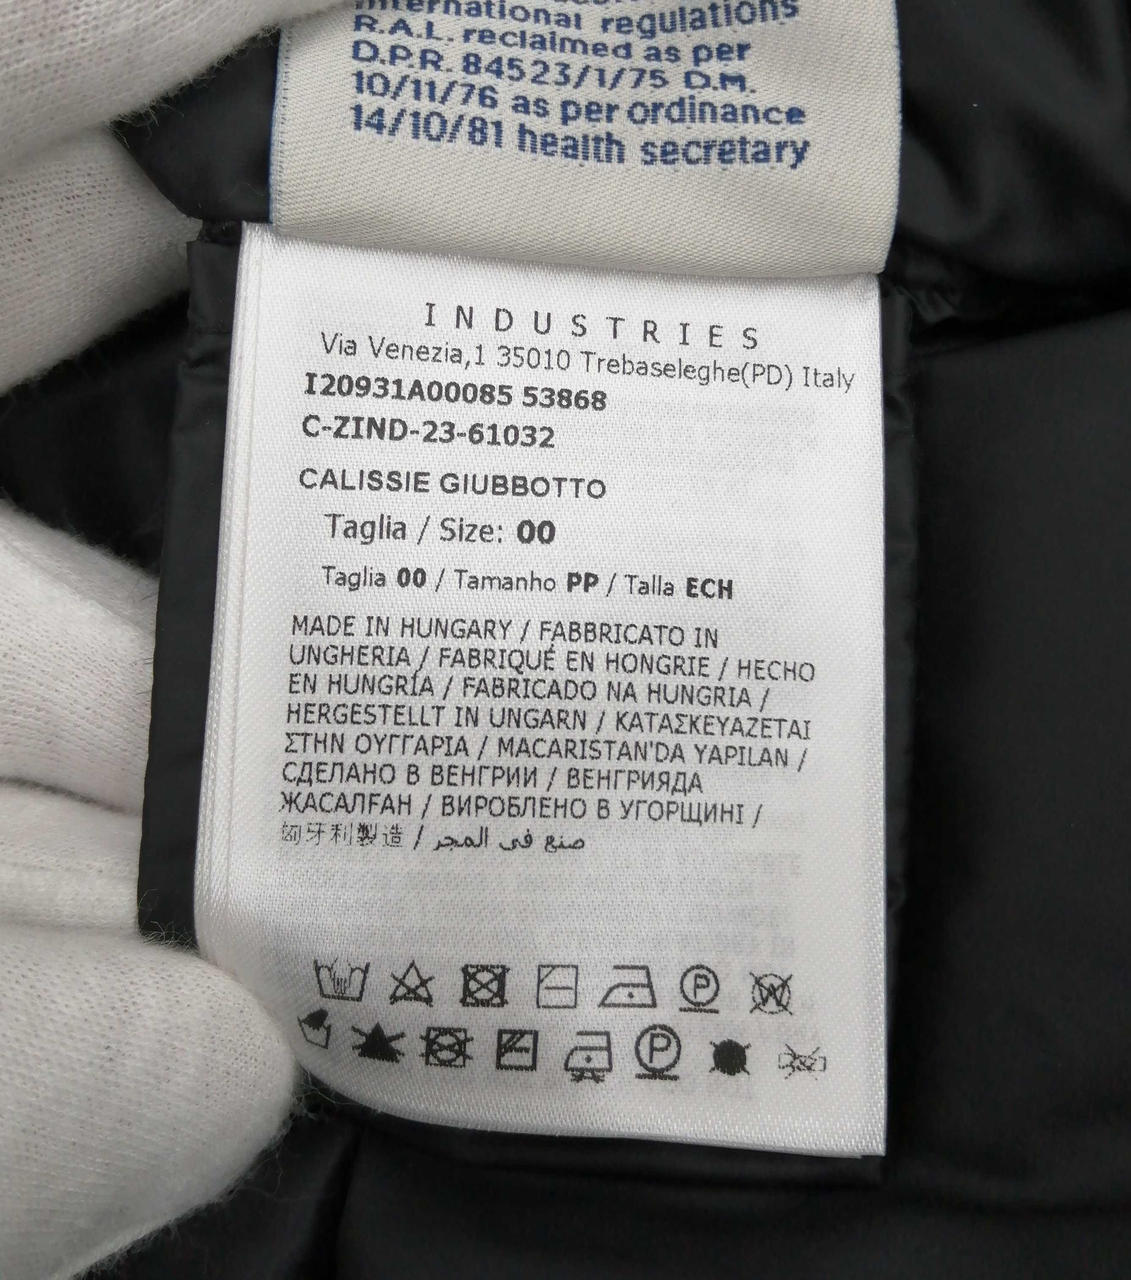 international regulations
R.A.L. reclaimed as per
D.P.R. 84523/1/75 D.M.
10/11/76 as per ordinance
14/10/81 health secretary
INDUSTRIES
Via Venezia,1 35010 Trebaseleghe(PD) Italy
I20931A00085 53868
C-ZIND-23-61032
CALISSIE GIUBBOTTO
Taglia / Size: 00
Taglia 00 / Tamanho PP / Talla ECH
MADE IN HUNGARY / FABBRICATO IN
UNGHERIA / FABRIQUÉ EN HONGRIE / HECHO
EN HUNGRÍA / FABRICADO NA HUNGRIA /
HERGESTELLT IN UNGARN / ΚΑΤΑΣΚΕΥΑΖΕΤΑΙ
ΣΤΗΝ ΟΥΓΓΑΡΙΑ / MACARISTAN'DA YAPILAN /
СДЕЛАНО В ВЕНГРИИ / ВЕНГРИЯДА
ЖАСАЛҒАН / ВИРОБЛЕНО В УГОРЩИНІ /
匈牙利製造 / صنع في المجر
P W
P